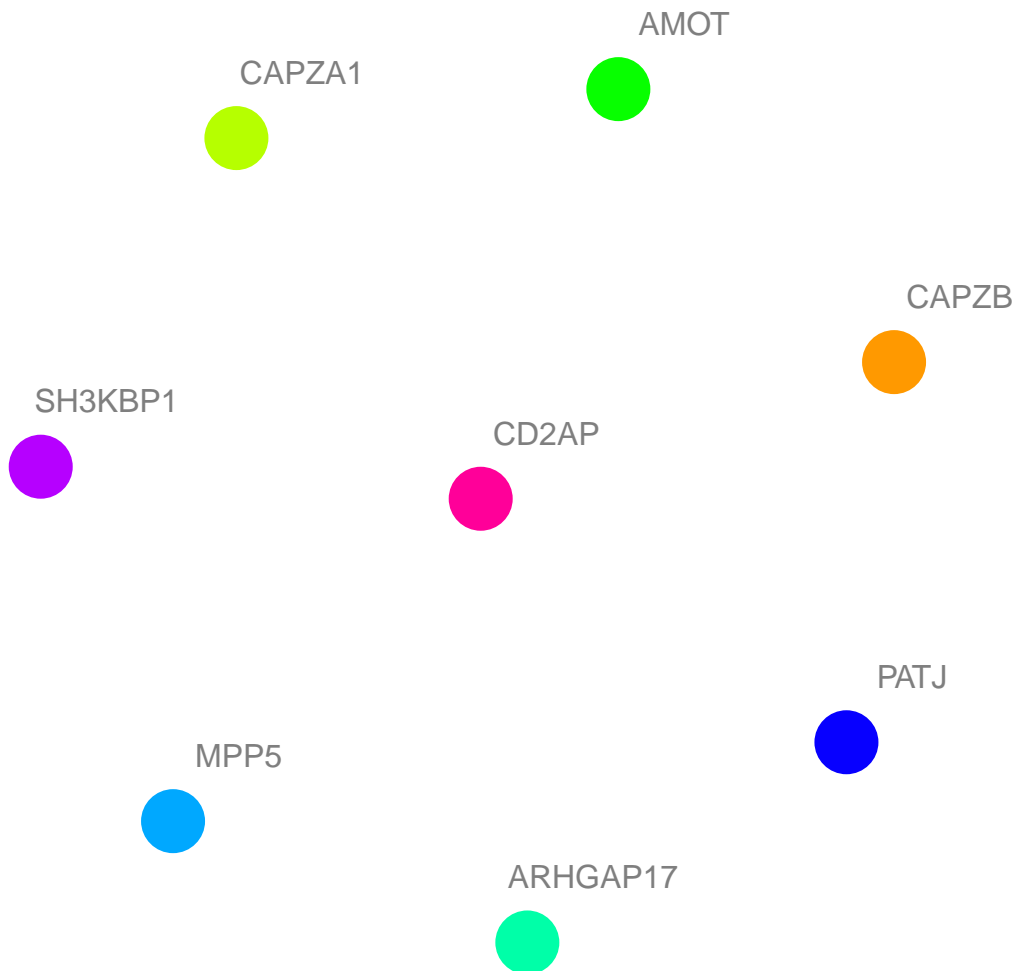 AMOT
CAPZA1
CAPZB
SH3KBP1
CD2AP
PATJ
MPP5
ARHGAP17